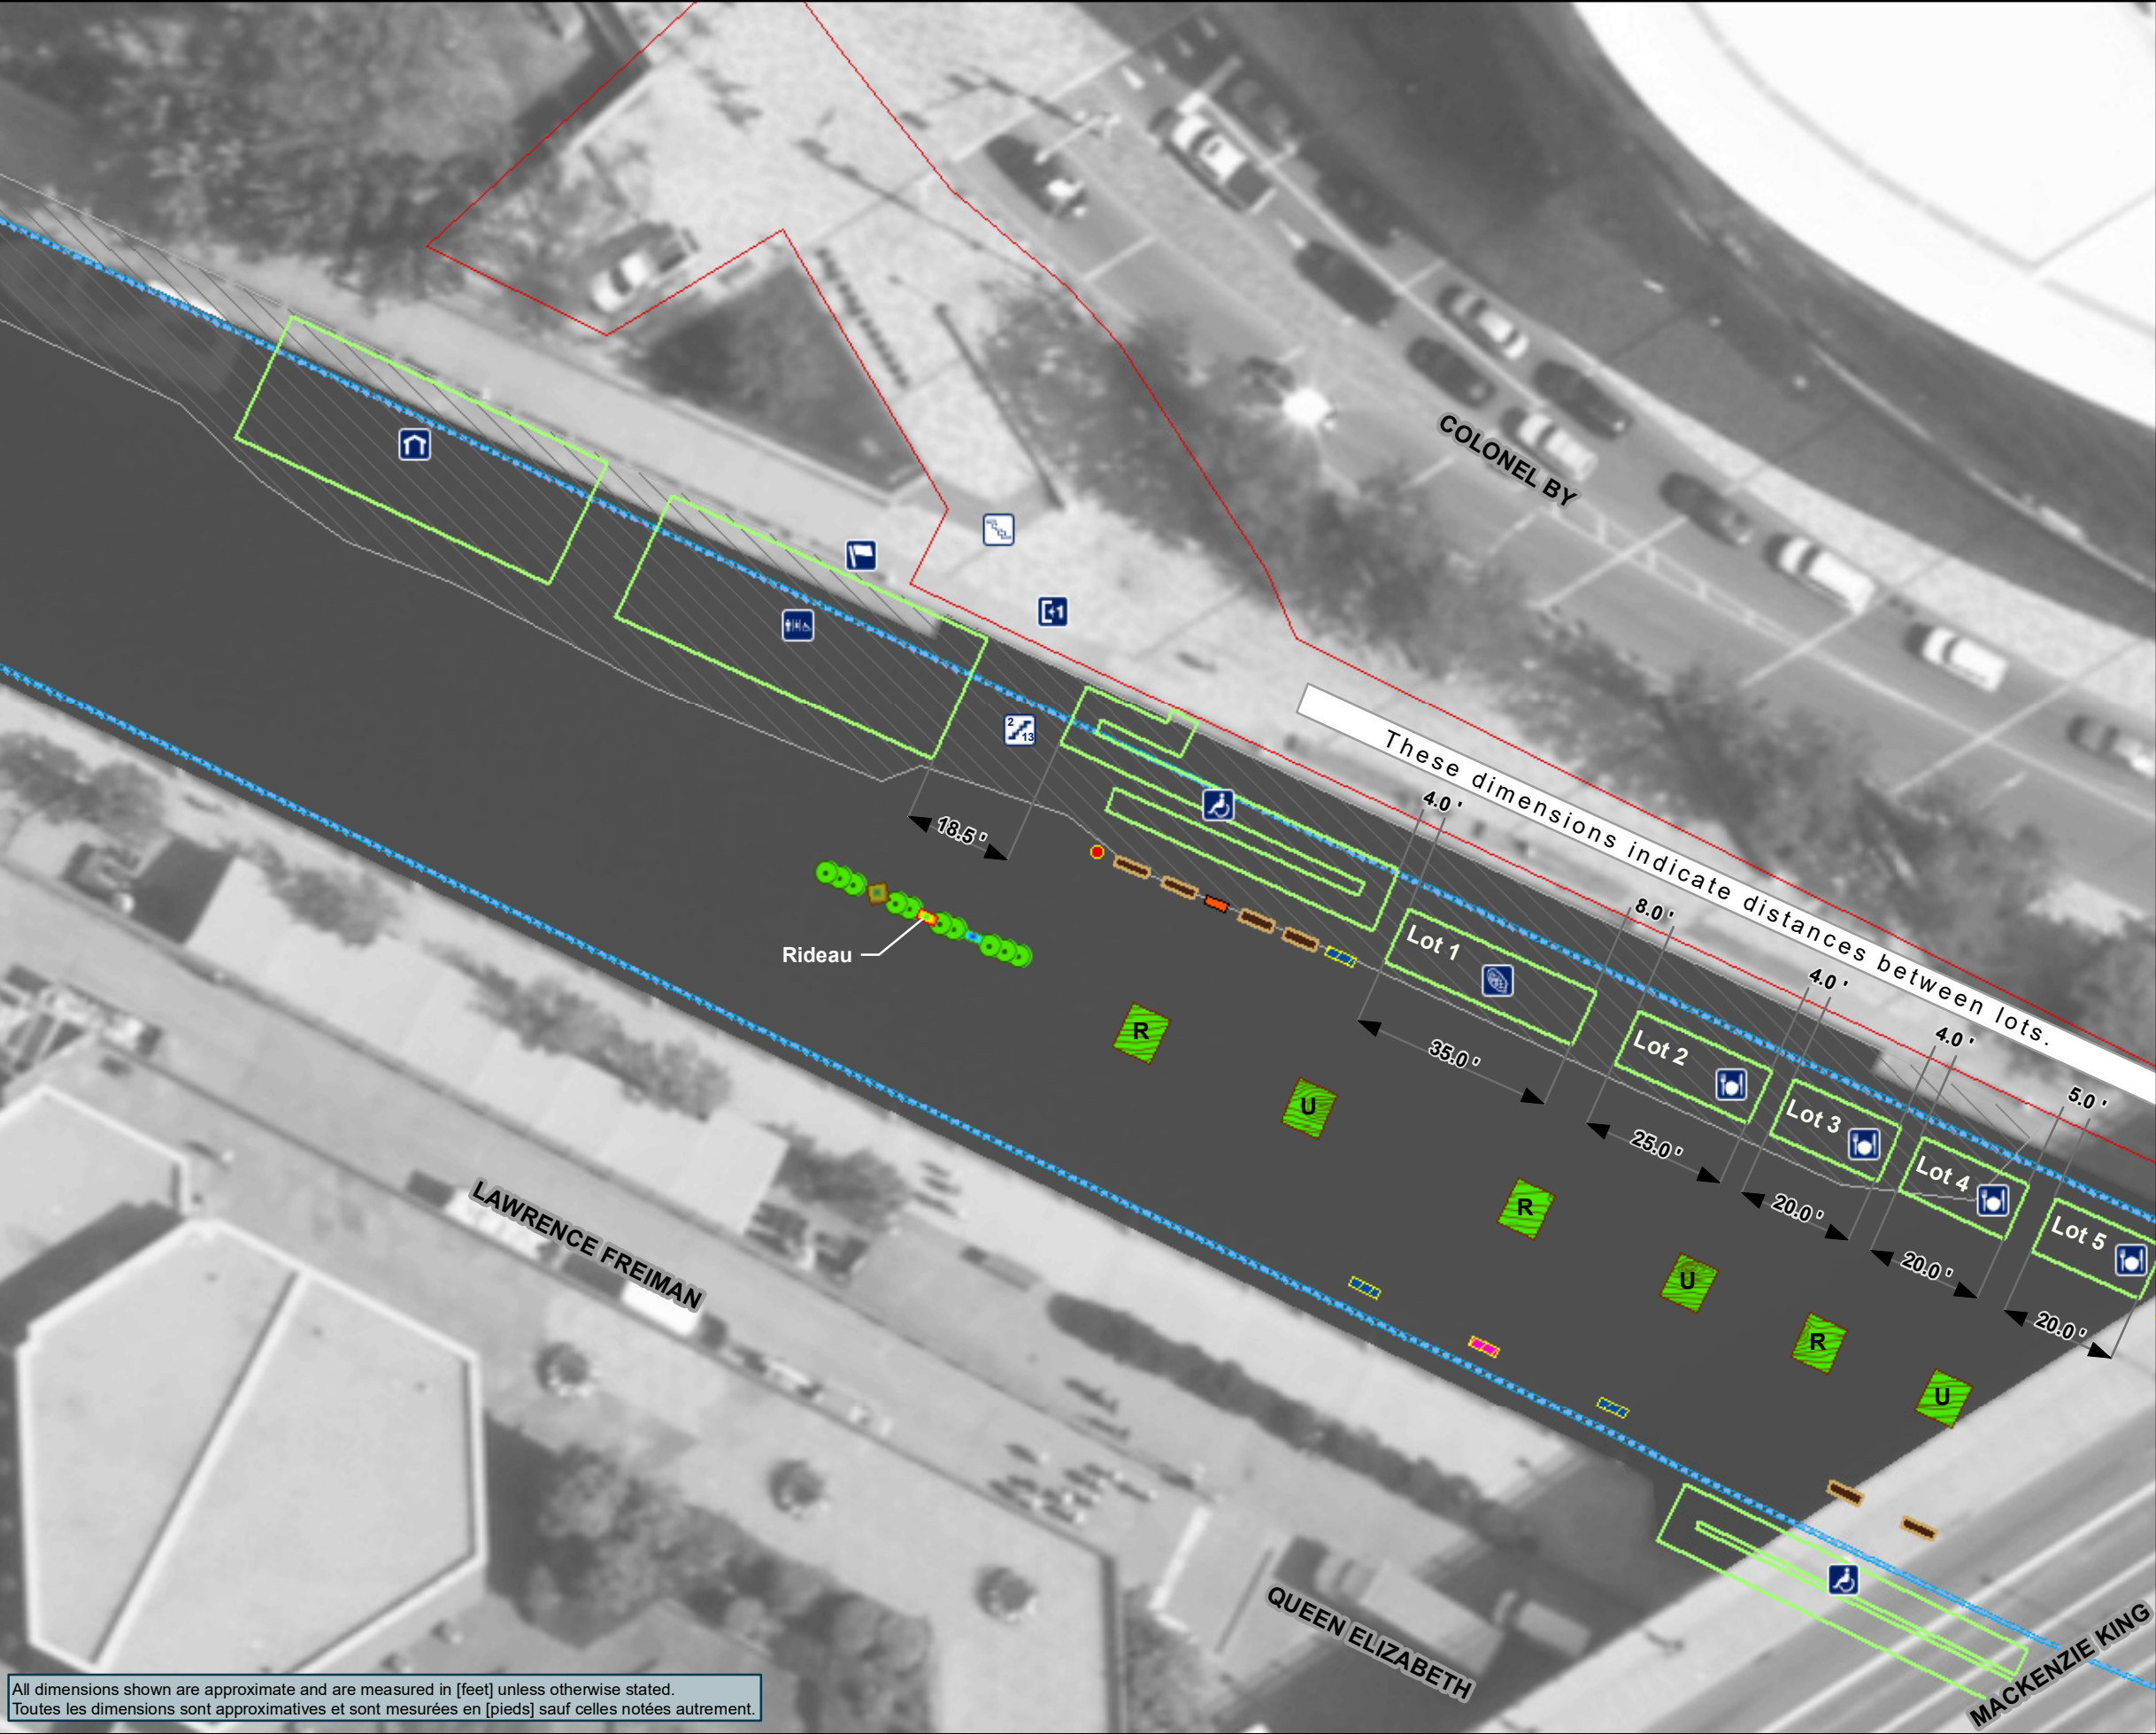 COLONEL BY
1
2
13
These dimensions indicate distances between lots.
4.0 '
18.5 '
8.0 '
Lot 1
Rideau
4.0 '
R
35.0 '
Lot 2
4.0 '
U
25.0 '
Lot 3
5.0 '
Lot 4
R
20.0 '
Lot 5
LAWRENCE FREIMAN
U
20.0 '
R
20.0 '
U
QUEEN ELIZABETH
MACKENZIE KING
All dimensions shown are approximate and are measured in [feet] unless otherwise stated.
Toutes les dimensions sont approximatives et sont mesurées en [pieds] sauf celles notées autrement.